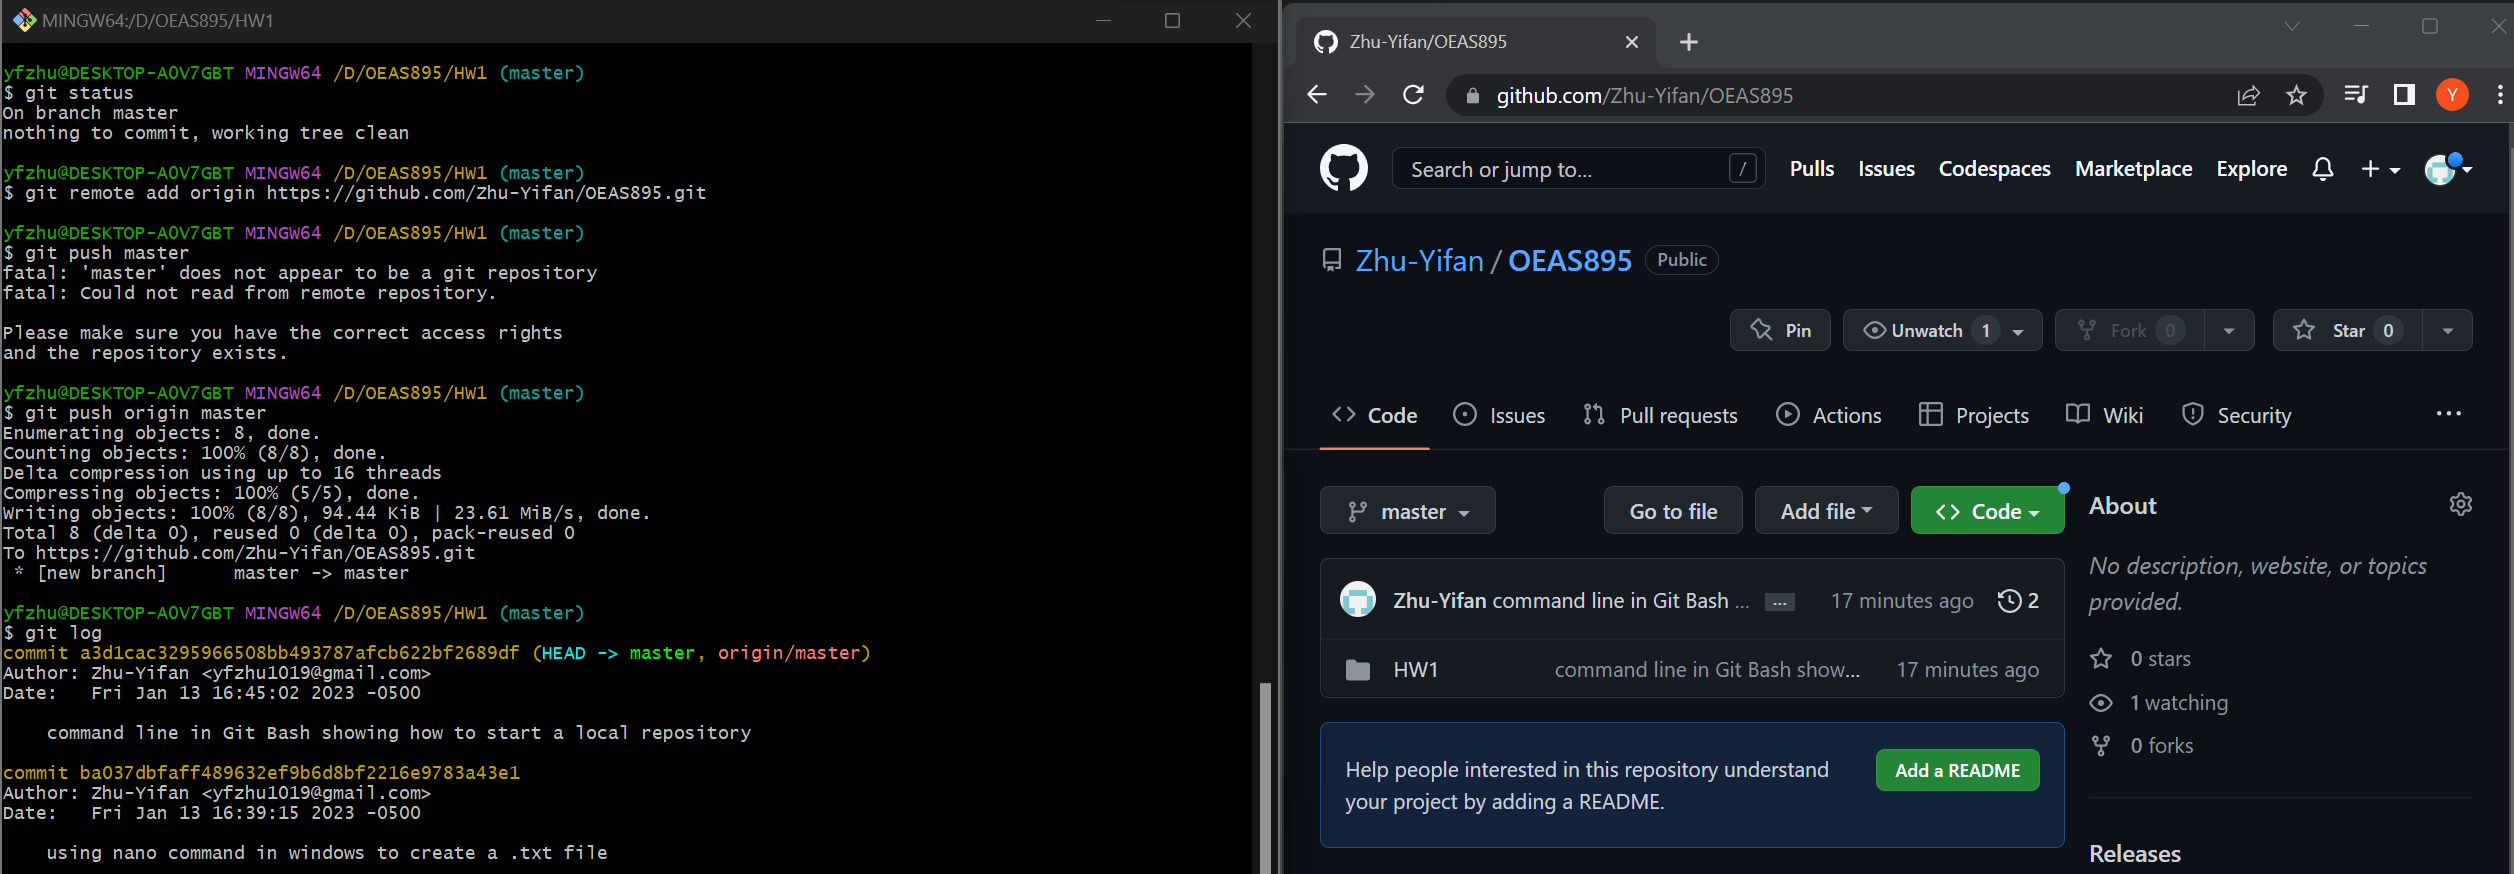 MINGW64:/D/OEAS895/HW1
yfzhu@DESKTOP-A0V7GBT MINGW64 /D/OEAS895/HW1 (master)
$ git status
On branch master
nothing to commit, working tree clean
yfzhu@DESKTOP-A0V7GBT MINGW64 /D/OEAS895/HW1 (master)
$ git remote add origin https://github.com/Zhu-Yifan/OEAS895.git
yfzhu@DESKTOP-A0V7GBT MINGW64 /D/OEAS895/HW1 (master)
$ git push master
fatal: 'master' does not appear to be a git repository
fatal: Could not read from remote repository.
Please make sure you have the correct access rights
and the repository exists.
yfzhu@DESKTOP-A0V7GBT MINGW64 /D/OEAS895/HW1 (master)
$ git push origin master
Enumerating objects: 8, done.
Counting objects: 100% (8/8), done.
Delta compression using up to 16 threads
Compressing objects: 100% (5/5), done.
Writing objects: 100% (8/8), 94.44 KiB | 23.61 MiB/s, done.
Total 8 (delta 0), reused 0 (delta 0), pack-reused 0
To https://github.com/Zhu-Yifan/OEAS895.git
 * [new branch]      master -> master
yfzhu@DESKTOP-A0V7GBT MINGW64 /D/OEAS895/HW1 (master)
$ git log
commit a3d1cac3295966508bb493787afcb622bf2689df (HEAD -> master, origin/master)
Author: Zhu-Yifan <yfzhu1019@gmail.com>
Date:   Fri Jan 13 16:45:02 2023 -0500
    command line in Git Bash showing how to start a local repository
commit ba037dbfaff489632ef9b6d8bf2216e9783a43e1
Author: Zhu-Yifan <yfzhu1019@gmail.com>
Date:   Fri Jan 13 16:39:15 2023 -0500
    using nano command in windows to create a .txt file
Zhu-Yifan/OEAS895
github.com/Zhu-Yifan/OEAS895
Y
Search or jump to... / Pulls Issues Codespaces Marketplace Explore
Zhu-Yifan / OEAS895 Public
Pin Unwatch 1 Fork 0 Star 0
Code Issues Pull requests Actions Projects Wiki Security ...
master Go to file Add file Code
Zhu-Yifan command line in Git Bash ... ... 17 minutes ago 2
HW1 command line in Git Bash show... 17 minutes ago
Help people interested in this repository understand
your project by adding a README.
Add a README
About
No description, website, or topics
provided.
0 stars
1 watching
0 forks
Releases